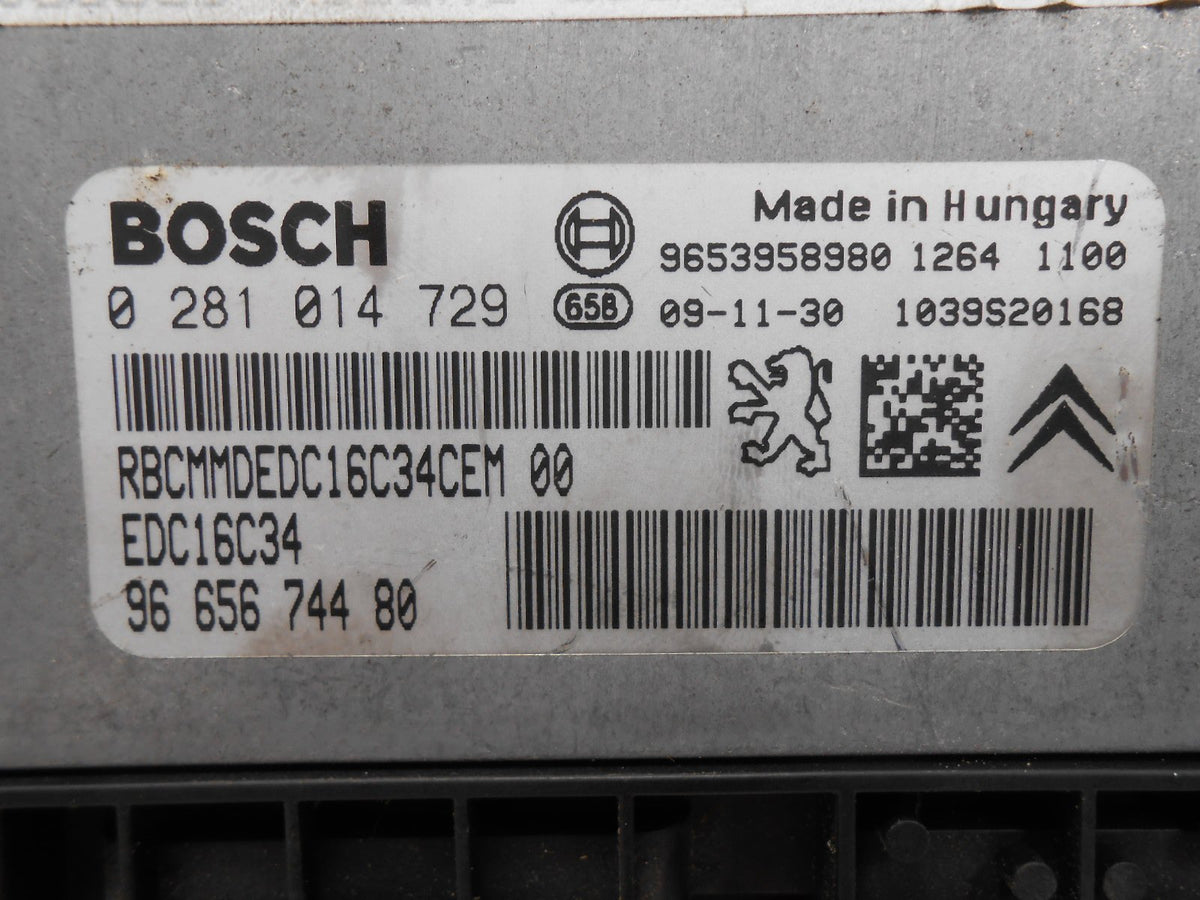 BOSCH
Made in Hungary
9653958980 1264 1100
0 281 014 729
658
09-11-30 1039S20168
RBCMMDEDC16C34CEM 00
EDC16C34
96 656 744 80